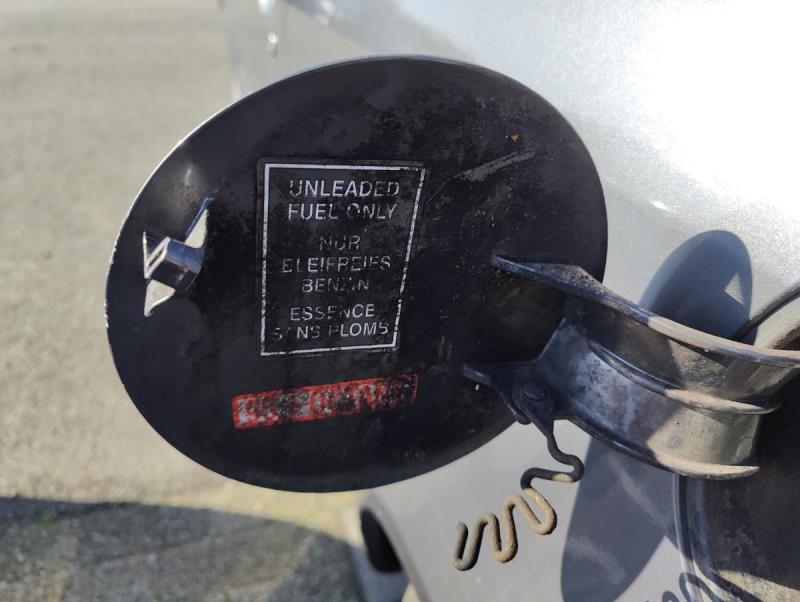 UNLEADED
FUEL ONLY
NUR
BLEIFREIES
BENZIN
ESSENCE
SANS PLOMB